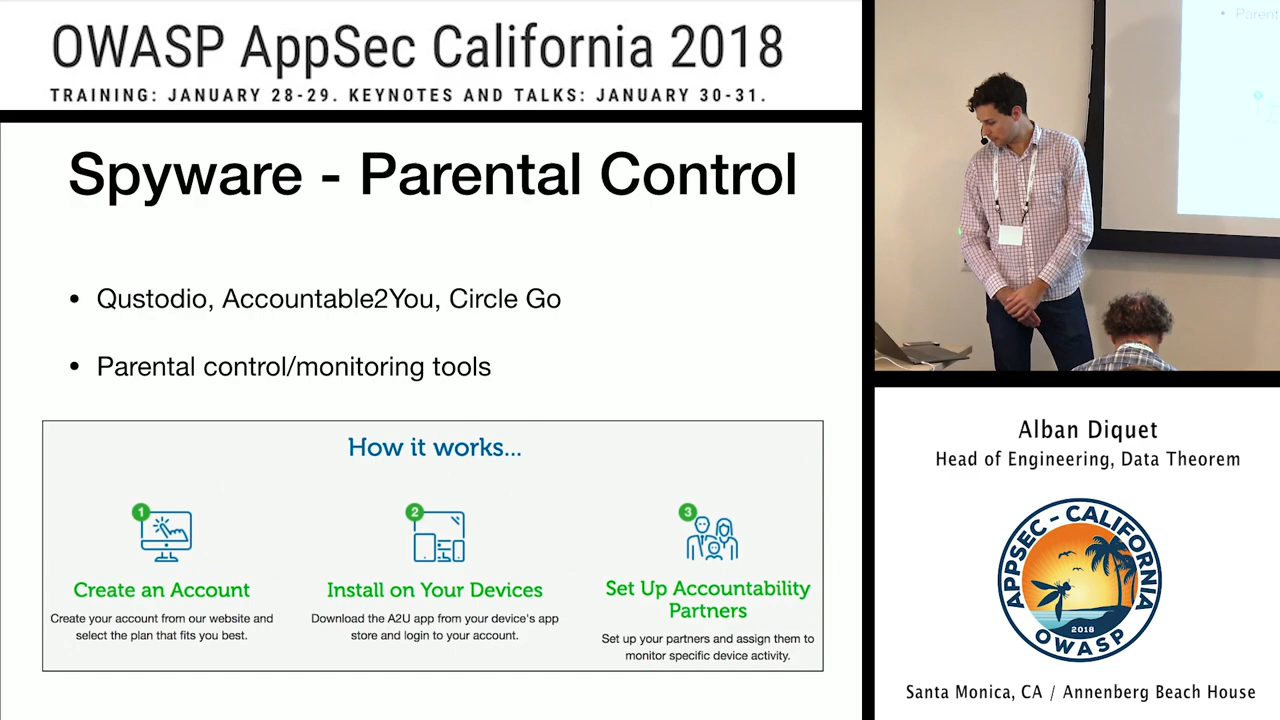 OWASP AppSec California 2018
TRAINING: JANUARY 28-29. KEYNOTES AND TALKS: JANUARY 30-31.
Spyware - Parental Control
• Qustodio, Accountable2You, Circle Go
• Parental control/monitoring tools
How it works...
1
Create an Account
Create your account from our website and
select the plan that fits you best.
2
Install on Your Devices
Download the A2U app from your device's app
store and login to your account.
3
Set Up Accountability
Partners
Set up your partners and assign them to
monitor specific device activity.
• Parent
Alban Diquet
Head of Engineering, Data Theorem
APPSEC - CALIFORNIA
2018
OWASP
Santa Monica, CA / Annenberg Beach House